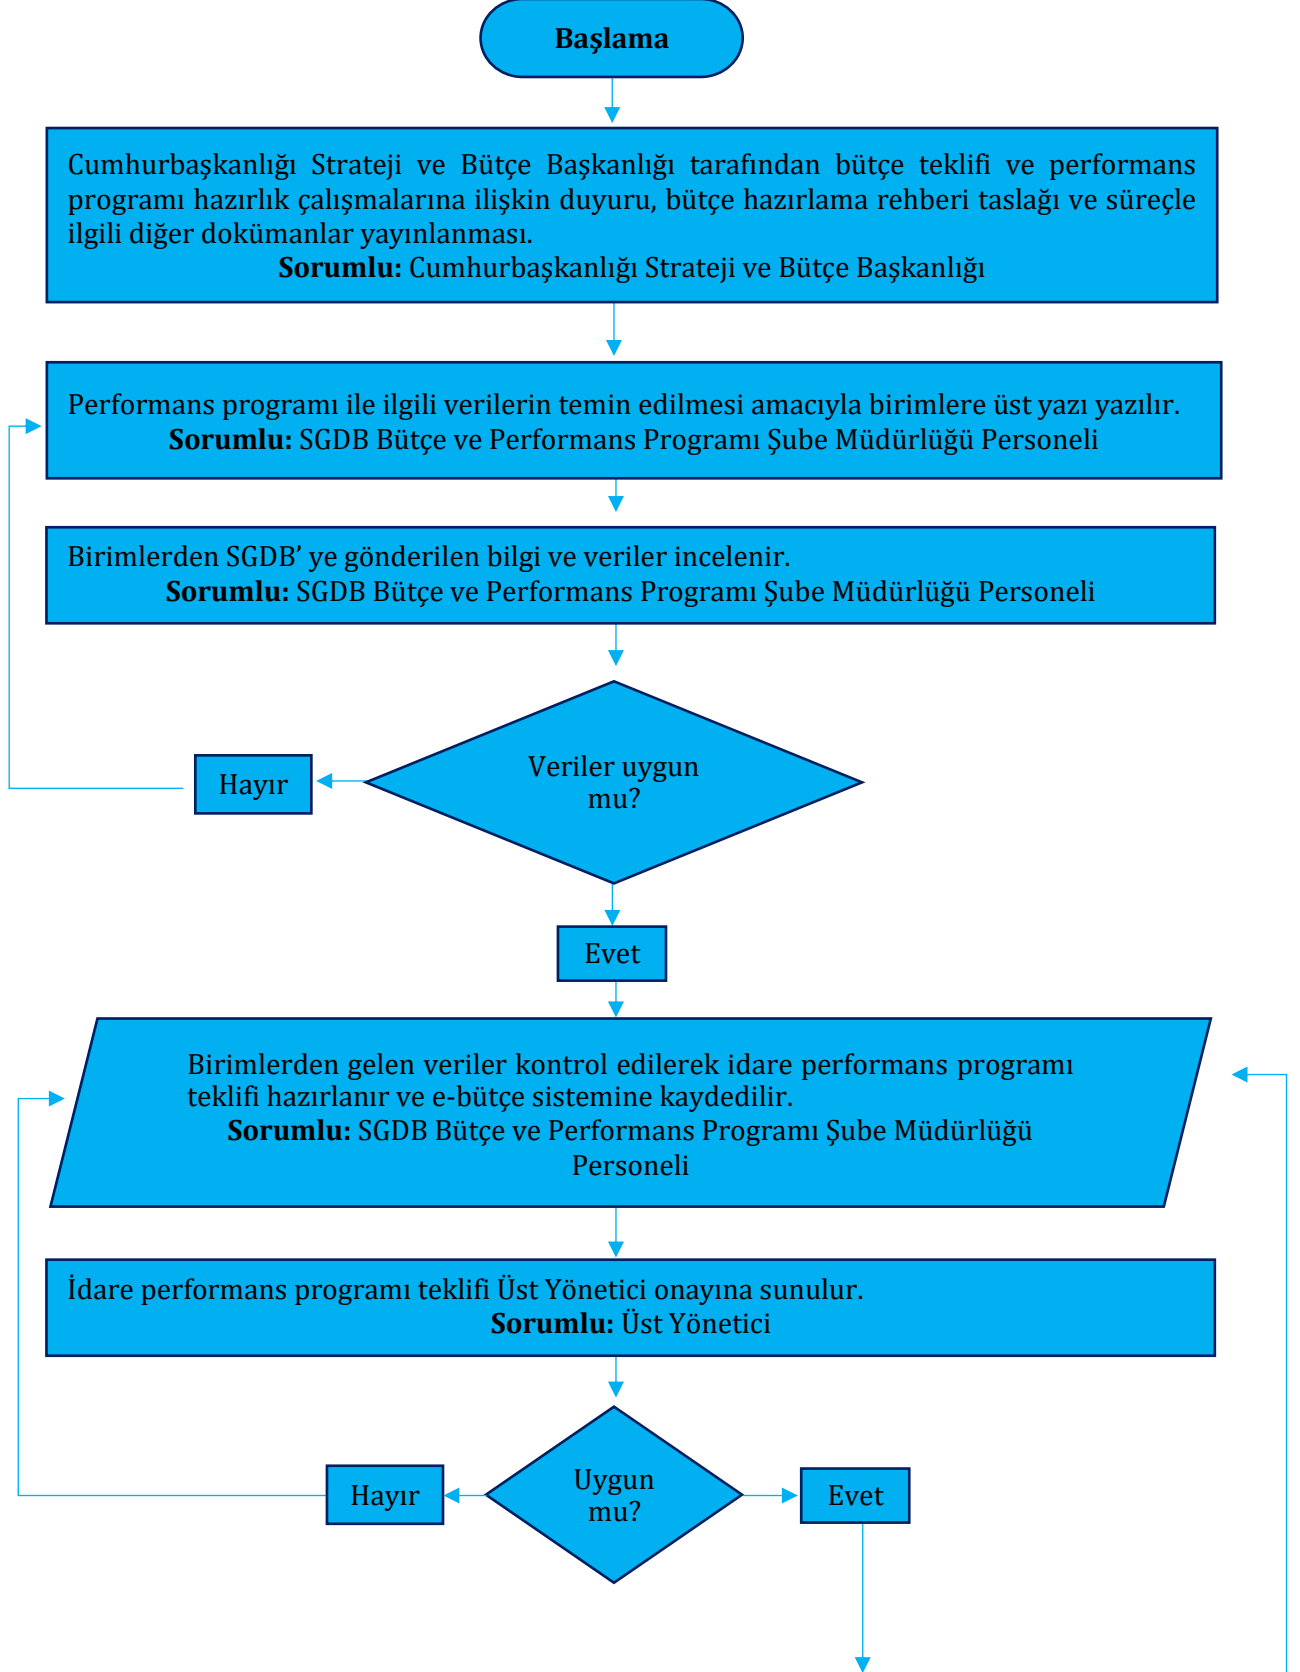 Başlama
Cumhurbaşkanlığı Strateji ve Bütçe Başkanlığı tarafından bütçe teklifi ve performans
programı hazırlık çalışmalarına ilişkin duyuru, bütçe hazırlama rehberi taslağı ve süreçle
ilgili diğer dokümanlar yayınlanması.
Sorumlu: Cumhurbaşkanlığı Strateji ve Bütçe Başkanlığı
Performans programı ile ilgili verilerin temin edilmesi amacıyla birimlere üst yazı yazılır.
Sorumlu: SGDB Bütçe ve Performans Programı Şube Müdürlüğü Personeli
Birimlerden SGDB’ ye gönderilen bilgi ve veriler incelenir.
Sorumlu: SGDB Bütçe ve Performans Programı Şube Müdürlüğü Personeli
Veriler uygun
mu?
Hayır
Evet
Birimlerden gelen veriler kontrol edilerek idare performans programı
teklifi hazırlanır ve e-bütçe sistemine kaydedilir.
Sorumlu: SGDB Bütçe ve Performans Programı Şube Müdürlüğü
Personeli
İdare performans programı teklifi Üst Yönetici onayına sunulur.
Sorumlu: Üst Yönetici
Uygun
mu?
Hayır
Evet